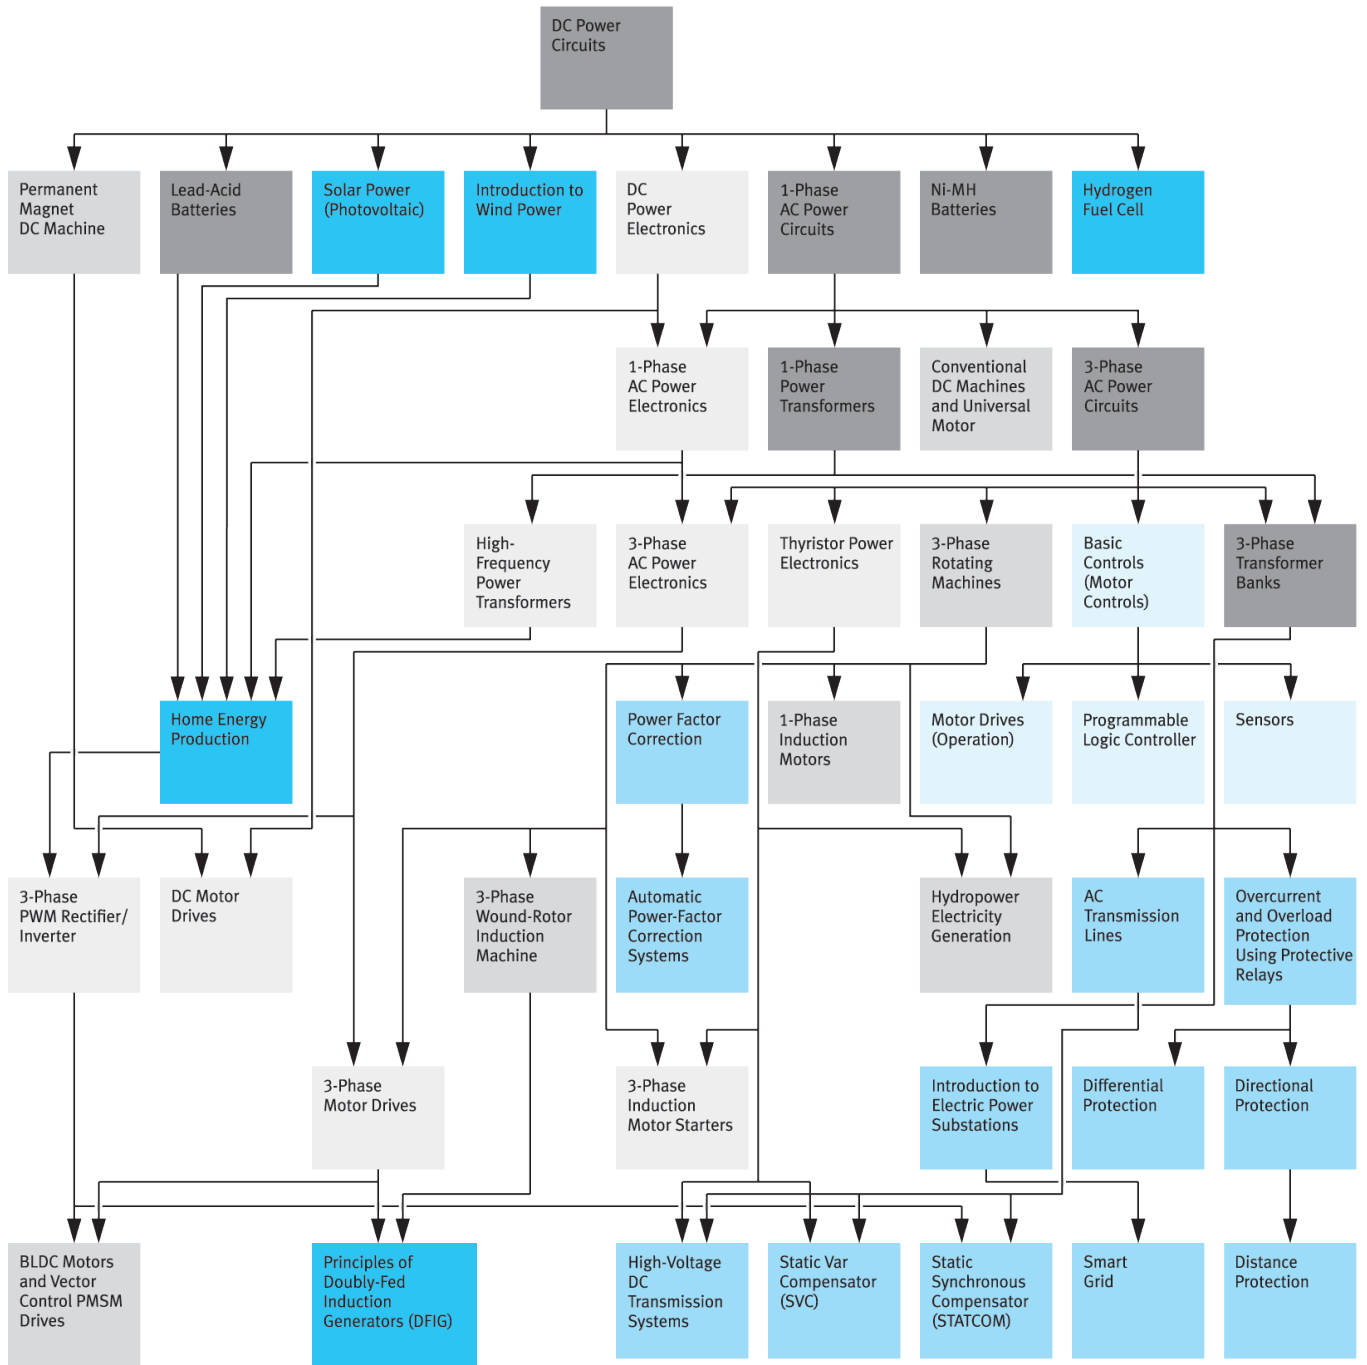 DC Power
Circuits
Permanent
Magnet
DC Machine
Lead-Acid
Batteries
Solar Power
(Photovoltaic)
Introduction to
Wind Power
DC
Power
Electronics
1-Phase
AC Power
Circuits
Ni-MH
Batteries
Hydrogen
Fuel Cell
1-Phase
AC Power
Electronics
1-Phase
Power
Transformers
Conventional
DC Machines
and Universal
Motor
3-Phase
AC Power
Circuits
High-
Frequency
Power
Transformers
3-Phase
AC Power
Electronics
Thyristor Power
Electronics
3-Phase
Rotating
Machines
Basic
Controls
(Motor
Controls)
3-Phase
Transformer
Banks
Home Energy
Production
Power Factor
Correction
1-Phase
Induction
Motors
Motor Drives
(Operation)
Programmable
Logic Controller
Sensors
3-Phase
PWM Rectifier/
Inverter
DC Motor
Drives
3-Phase
Wound-Rotor
Induction
Machine
Automatic
Power-Factor
Correction
Systems
Hydropower
Electricity
Generation
AC
Transmission
Lines
Overcurrent
and Overload
Protection
Using Protective
Relays
3-Phase
Motor Drives
3-Phase
Induction
Motor Starters
Introduction to
Electric Power
Substations
Differential
Protection
Directional
Protection
BLDC Motors
and Vector
Control PMSM
Drives
Principles of
Doubly-Fed
Induction
Generators (DFIG)
High-Voltage
DC
Transmission
Systems
Static Var
Compensator
(SVC)
Static
Synchronous
Compensator
(STATCOM)
Smart
Grid
Distance
Protection